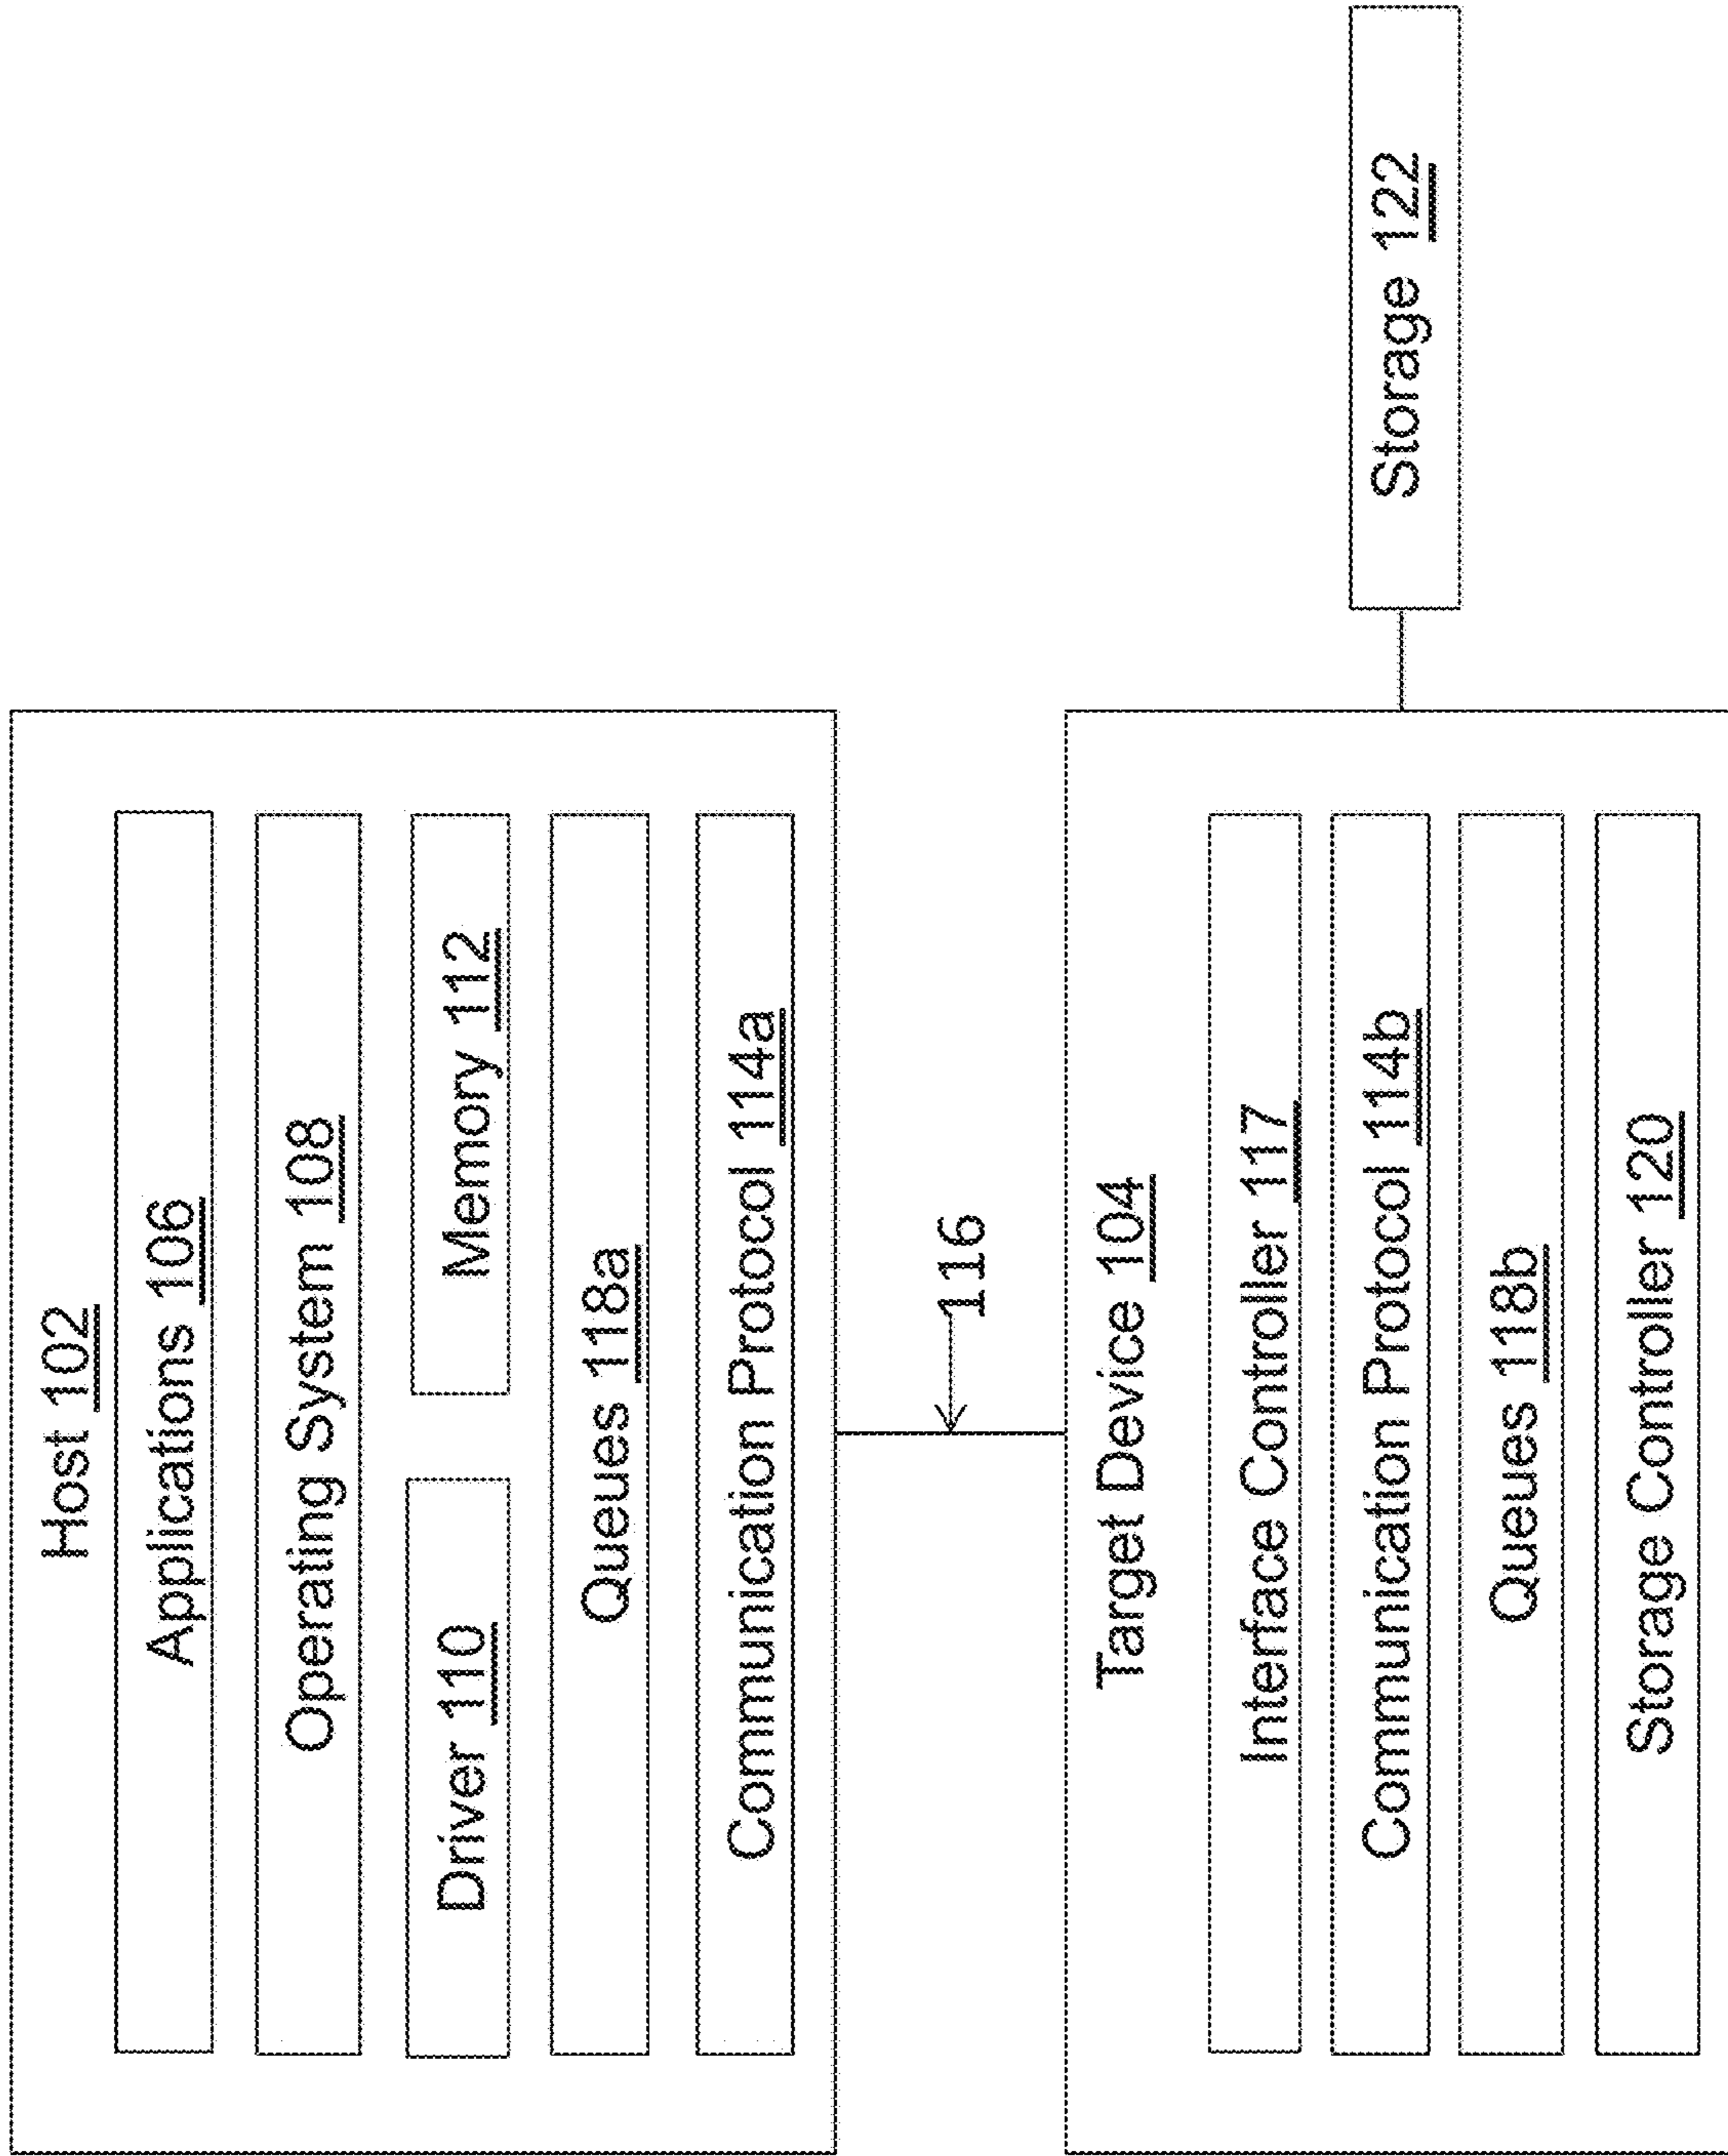 Host 102
Applications 106
Operating System 108
Driver 110
Memory 112
Queues 118a
Communication Protocol 114a
116
Target Device 104
Interface Controller 117
Communication Protocol 114b
Queues 118b
Storage Controller 120
Storage 122